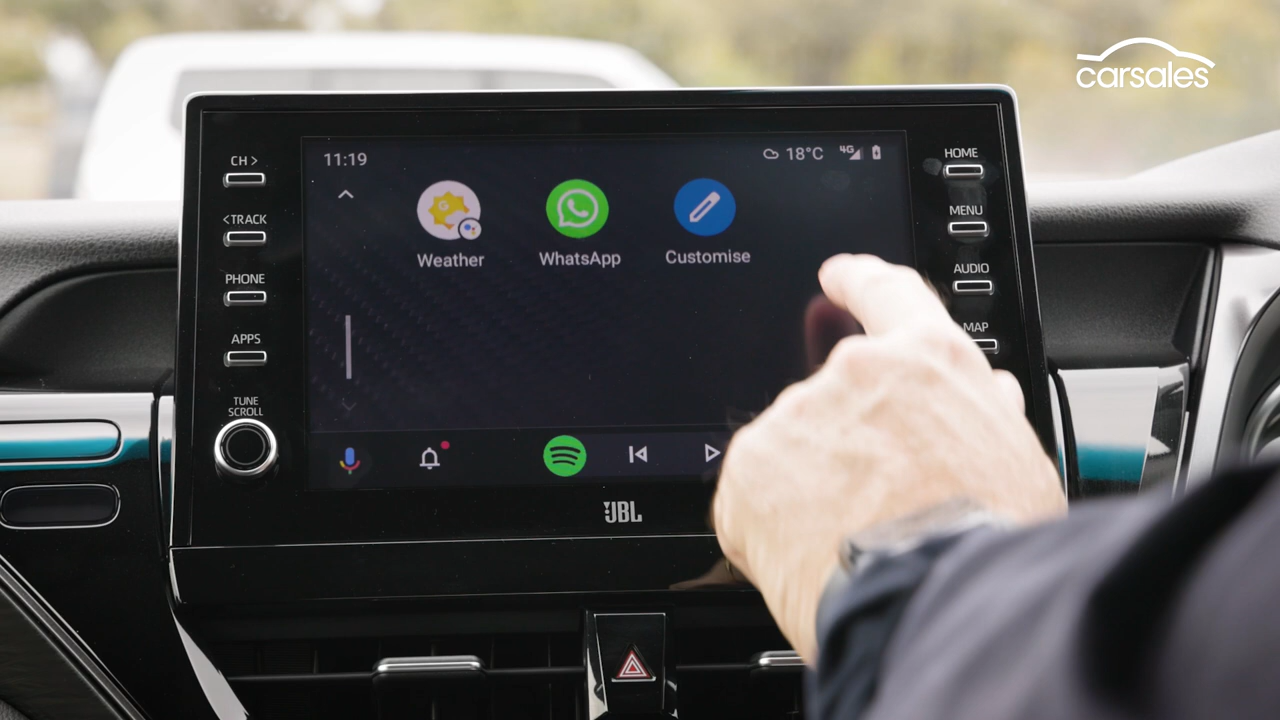 carsales
CH >
<TRACK
PHONE
APPS
TUNE
SCROLL
11:19
18°C
4G
Weather
WhatsApp
Customise
JBL
HOME
MENU
AUDIO
MAP